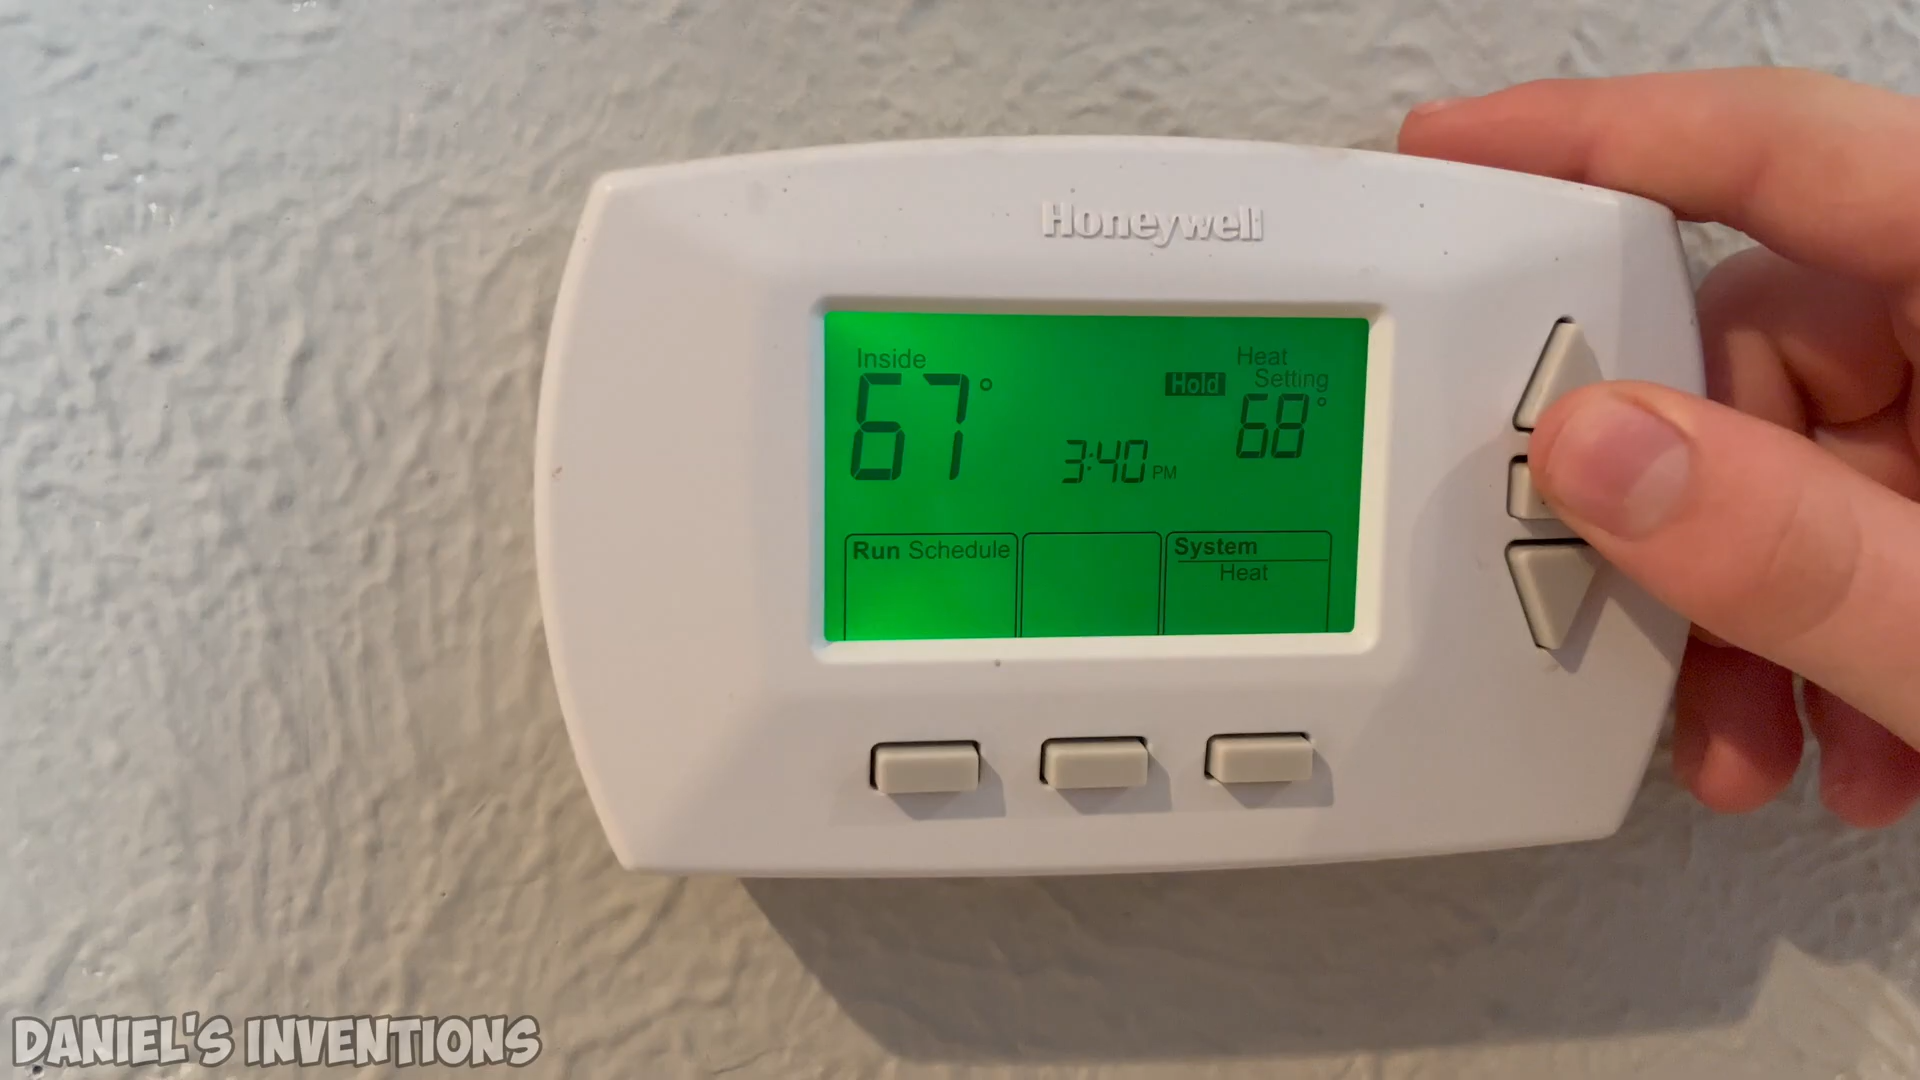 Honeywell
Inside
67°
Hold
Heat
Setting
68°
3:40 PM
Run Schedule
System
Heat
DANIEL'S INVENTIONS